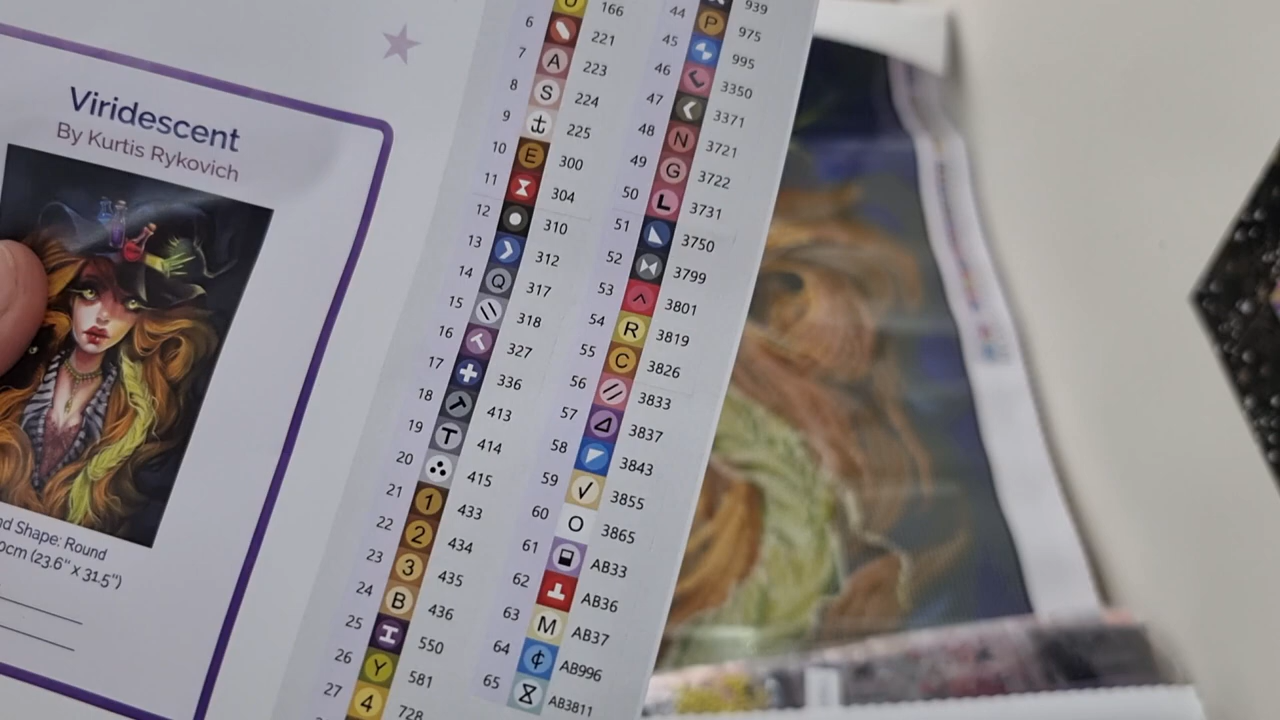 Viridescent
By Kurtis Rykovich
nd Shape: Round
0cm (23.6" x 31.5")
166
6 221
7 A 223
8 S 224
9 225
10 E 300
11 304
12 310
13 312
14 Q 317
15 318
16 T 327
17 336
18 T 413
19 T 414
20 415
21 1 433
22 2 434
23 3 435
24 B 436
25 I 550
26 Y 581
27 4 728
939
44 P 975
45 995
46 3350
47 3371
48 N 3721
49 G 3722
50 L 3731
51 3750
52 3799
53 3801
54 R 3819
55 C 3826
56 3833
57 3837
58 3843
59 √ 3855
60 O 3865
61 AB33
62 AB36
63 M AB37
64 ¢ AB996
65 AB3811